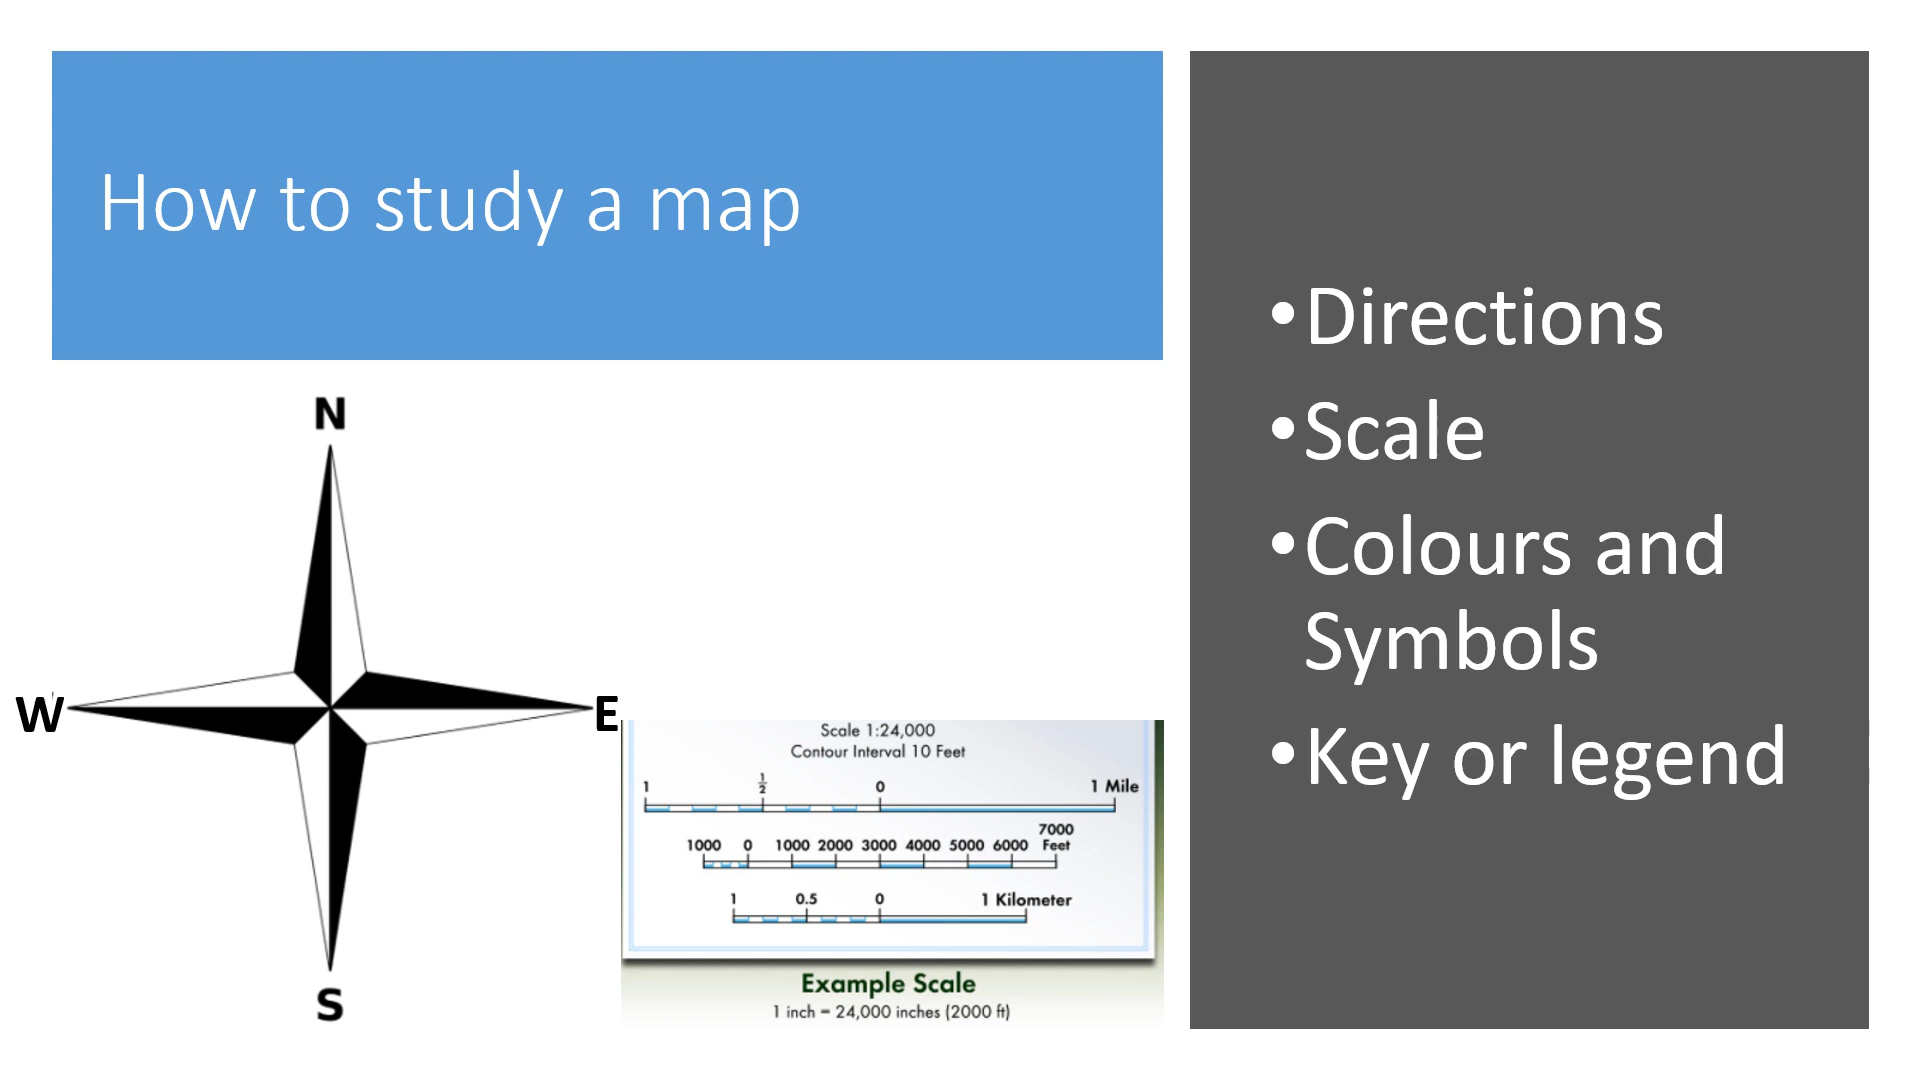 How to study a map
•Directions
•Scale
•Colours and
Symbols
•Key or legend
N
W
E
S
Scale 1:24,000
Contour Interval 10 Feet
1 1/2 0 1 Mile
7000
1000 0 1000 2000 3000 4000 5000 6000 Feet
1 0.5 0 1 Kilometer
Example Scale
1 inch = 24,000 inches (2000 ft)